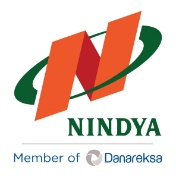 NINDYA
Member of Danareksa